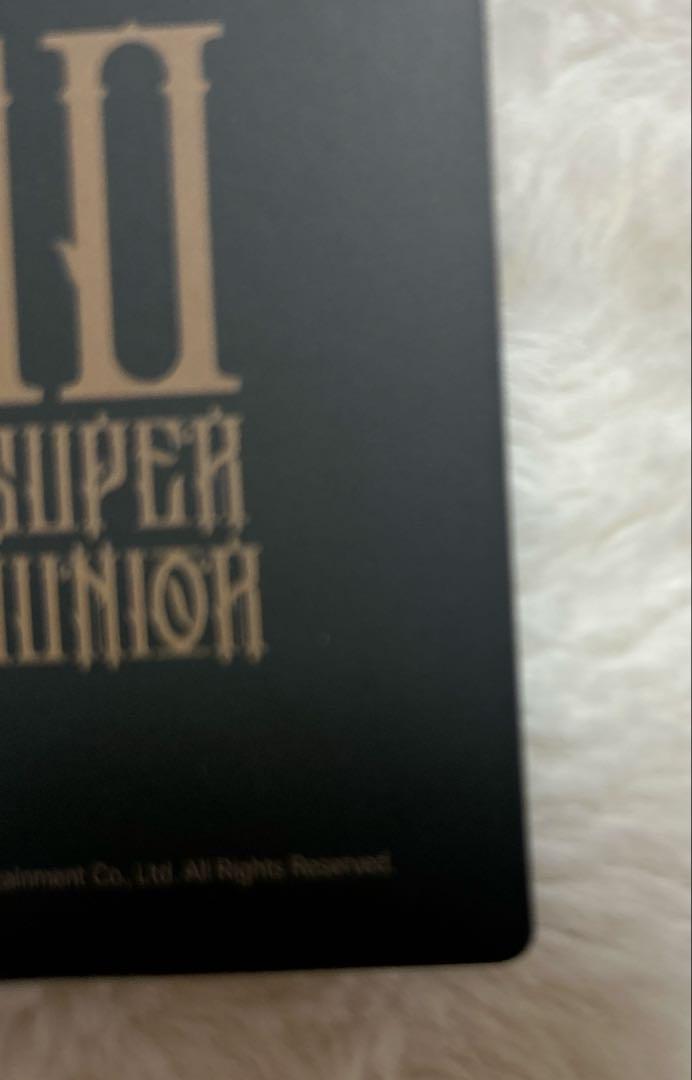 SUPER
JUNIOR
tainment Co., Ltd. All Rights Reserved.